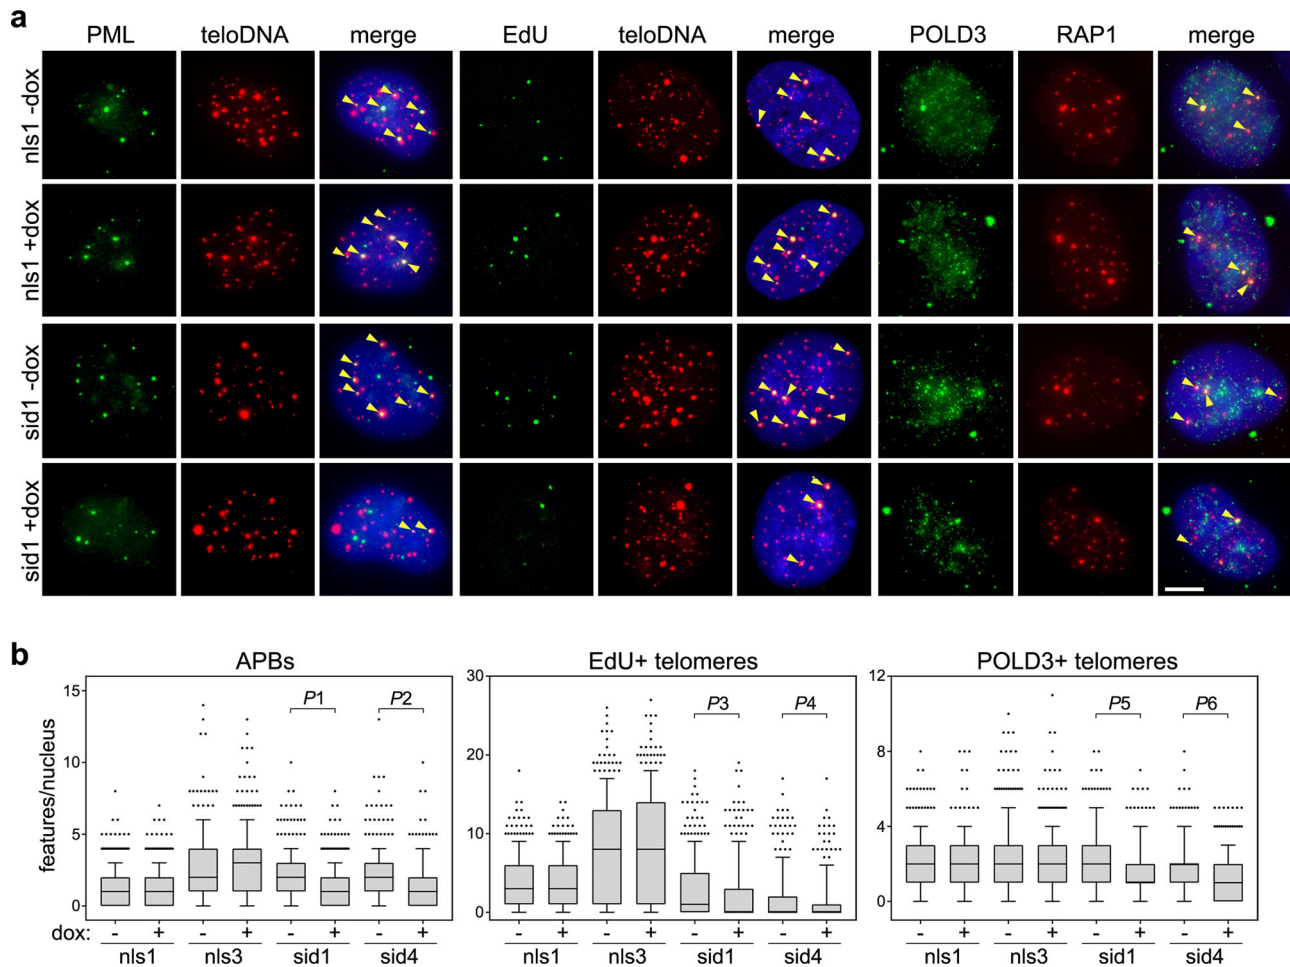 a
PML teloDNA merge EdU teloDNA merge POLD3 RAP1 merge
nls1 -dox
nls1 +dox
sid1 -dox
sid1 +dox
b
APBs EdU+ telomeres POLD3+ telomeres
features/nucleus
15
10
5
0
P1 P2
30
20
10
0
P3 P4
12
8
4
0
P5 P6
dox: - + - + - + - + - + - + - + - + - + - + - + - +
nls1 nls3 sid1 sid4 nls1 nls3 sid1 sid4 nls1 nls3 sid1 sid4